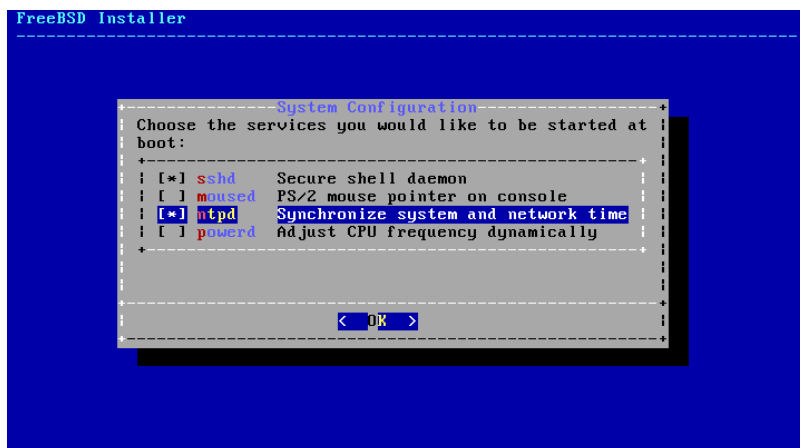 FreeBSD Installer
System Configuration
Choose the services you would like to be started at
boot:
[*] sshd Secure shell daemon
[ ] moused PS/2 mouse pointer on console
[*] ntpd Synchronize system and network time
[ ] powerd Adjust CPU frequency dynamically
< OK >